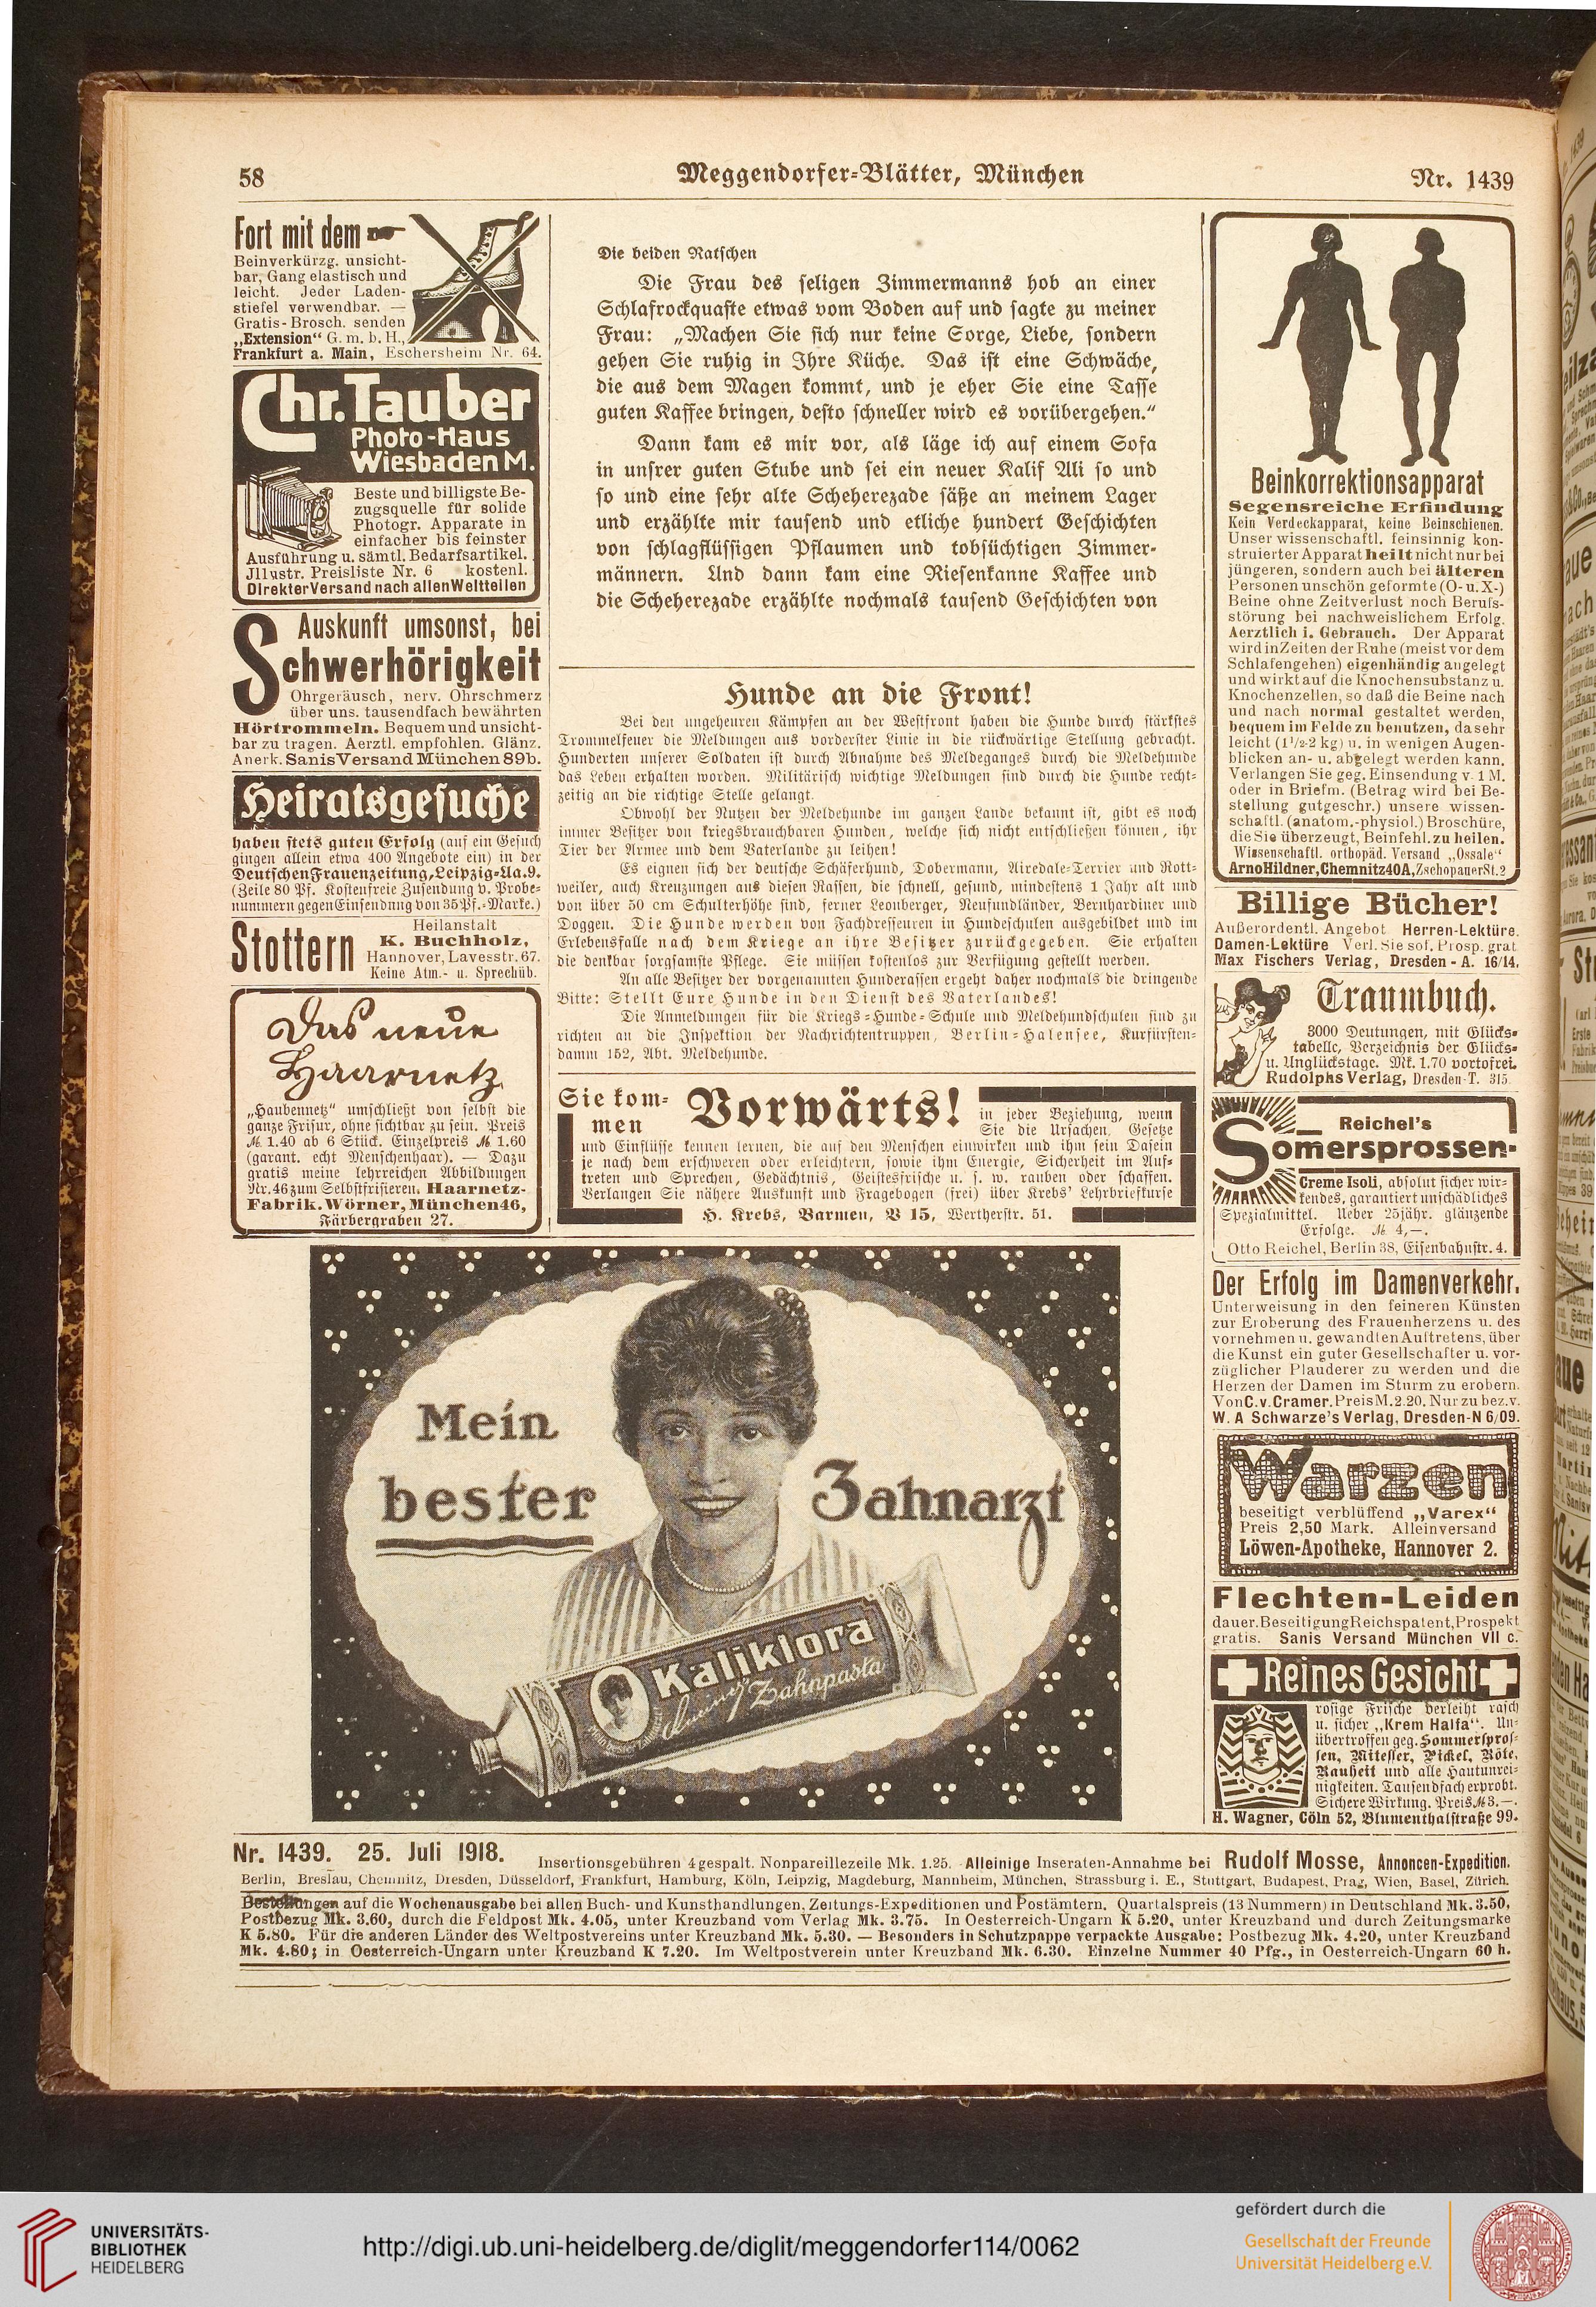 58
Meggendorfer-Blätter, München
Nr. 1439
Fort mit dem
Beinverkürzg. unsicht-
bar, Gang elastisch und
leicht. Jeder Laden-
stiefel verwendbar. —
Gratis-Brosch. senden
„Extension“ G. m. b. H.,
Frankfurt a. Main, Eschersheim Nr. 64.
Chr. Tauber
Photo-Haus
Wiesbaden M.
Beste und billigste Be-
zugsquelle für solide
Photogr. Apparate in
einfacher bis feinster
Ausführung u. sämtl. Bedarfsartikel.
Jllustr. Preisliste Nr. 6 kostenl.
Direkter Versand nach allen Weltteilen
Auskunft umsonst, bei
Schwerhörigkeit
Ohrgeräusch, nerv. Ohrschmerz
über uns. tausendfach bewährten
Hörtrommeln. Bequem und unsicht-
bar zu tragen. Aerztl. empfohlen. Glänz.
Anerk. Sanis Versand München 89b.
Heiratsgesuche
haben stets guten Erfolg (auf ein Gesuch
gingen allein etwa 400 Angebote ein) in der
Deutschen Frauenzeitung, Leipzig-Ua. 9.
(Zeile 80 Pf. Kostenfreie Zusendung v. Probe-
nummern gegen Einsendung von 35 Pf.-Marke.)
Stottern
Heilanstalt
K. Buchholz,
Hannover, Lavesstr. 67.
Keine Atm.- u. Sprechüb.
Das neue
Haarnetz
„Haubennetz“ umschließt von selbst die
ganze Frisur, ohne sichtbar zu sein. Preis
M 1.40 ab 6 Stück. Einzelpreis M 1.60
(garant. echt Menschenhaar). — Dazu
gratis meine lehrreichen Abbildungen
Nr. 46 zum Selbstfrisieren. Haarnetz-
Fabrik. Wörner, München 46,
Färbergraben 27.
Die beiden Ratschen
Die Frau des seligen Zimmermanns hob an einer
Schlafrockquaste etwas vom Boden auf und sagte zu meiner
Frau: „Machen Sie sich nur keine Sorge, Liebe, sondern
gehen Sie ruhig in Ihre Küche. Das ist eine Schwäche,
die aus dem Magen kommt, und je eher Sie eine Tasse
guten Kaffee bringen, desto schneller wird es vorübergehen.“
Dann kam es mir vor, als läge ich auf einem Sofa
in unsrer guten Stube und sei ein neuer Kalif Ali so und
so und eine sehr alte Scheherezade säße an meinem Lager
und erzählte mir tausend und etliche hundert Geschichten
von schlagflüssigen Pflaumen und tobsüchtigen Zimmer-
männern. Und dann kam eine Riesenkanne Kaffee und
die Scheherezade erzählte nochmals tausend Geschichten von
Hunde an die Front!
Bei den ungeheuren Kämpfen an der Westfront haben die Hunde durch stärkstes
Trommelfeuer die Meldungen aus vorderster Linie in die rückwärtige Stellung gebracht.
Hunderten unserer Soldaten ist durch Abnahme des Meldeganges durch die Meldehunde
das Leben erhalten worden. Militärisch wichtige Meldungen sind durch die Hunde recht-
zeitig an die richtige Stelle gelangt.
Obwohl der Nutzen der Meldehunde im ganzen Lande bekannt ist, gibt es noch
immer Besitzer von kriegsbrauchbaren Hunden, welche sich nicht entschließen können, ihr
Tier der Armee und dem Vaterlande zu leihen!
Es eignen sich der deutsche Schäferhund, Dobermann, Airedale-Terrier und Rott-
weiler, auch Kreuzungen aus diesen Rassen, die schnell, gesund, mindestens 1 Jahr alt und
von über 50 cm Schulterhöhe sind, ferner Leonberger, Neufundländer, Bernhardiner und
Doggen. Die Hunde werden von Fachdresseuren in Hundeschulen ausgebildet und im
Erlebensfalle nach dem Kriege an ihre Besitzer zurückgegeben. Sie erhalten
die denkbar sorgsamste Pflege. Sie müssen kostenlos zur Verfügung gestellt werden.
An alle Besitzer der vorgenannten Hunderassen ergeht daher nochmals die dringende
Bitte: Stellt Eure Hunde in den Dienst des Vaterlandes!
Die Anmeldungen für die Kriegs-Hunde-Schule und Meldehundschulen sind zu
richten an die Inspektion der Nachrichtentruppen, Berlin-Halensee, Kurfürsten-
damm 152, Abt. Meldehunde.
Sie kom-
men
Vorwärts!
in jeder Beziehung, wenn
Sie die Ursachen, Gesetze
und Einflüsse kennen lernen, die auf den Menschen einwirken und ihm sein Dasein
je nach dem erschweren oder erleichtern, sowie ihm Energie, Sicherheit im Auf-
treten und Sprechen, Gedächtnis, Geistesfrische u. s. w. rauben oder schaffen.
Verlangen Sie nähere Auskunft und Fragebogen (frei) über Krebs' Lehrbriefkurse
H. Krebs, Barmen, V 15, Wertherstr. 51.
Mein
bester
Zahnarzt
Kaliklora
Zahnpasta
Beinkorrektionsapparat
Segensreiche Erfindung
Kein Verdeckapparat, keine Beinschienen.
Unser wissenschaftl. feinsinnig kon-
struierter Apparat heilt nicht nur bei
jüngeren, sondern auch bei älteren
Personen unschön geformte (O- u. X-)
Beine ohne Zeitverlust noch Berufs-
störung bei nachweislichem Erfolg.
Aerztlich i. Gebrauch. Der Apparat
wird in Zeiten der Ruhe (meist vor dem
Schlafengehen) eigenhändig angelegt
und wirkt auf die Knochensubstanz u.
Knochenzellen, so daß die Beine nach
und nach normal gestaltet werden,
bequem im Felde zu benutzen, da sehr
leicht (1 1/2-2 kg) u. in wenigen Augen-
blicken an- u. abgelegt werden kann.
Verlangen Sie geg. Einsendung v. 1 M.
oder in Briefm. (Betrag wird bei Be-
stellung gutgeschr.) unsere wissen-
schaftl. (anatom.-physiol.) Broschüre,
die Sie überzeugt, Beinfehl. zu heilen.
Wissenschaftl. orthopäd. Versand „Ossale“
Arno Hildner, Chemnitz 40A, Zschopauer St. 2
Billige Bücher!
Außerordentl. Angebot Herren-Lektüre.
Damen-Lektüre Verl. Sie sof. Prosp. grat.
Max Fischers Verlag, Dresden-A. 16/14.
Traumbuch.
3000 Deutungen, mit Glücks-
tabelle, Verzeichnis der Glücks-
u. Unglückstage. Mk. 1.70 portofrei.
Rudolphs Verlag, Dresden-T. 315
Reichel's
Somersprossen-
Creme Isoli, absolut sicher wir-
kendes, garantiert unschädliches
Spezialmittel. Ueber 25jähr. glänzende
Erfolge. M 4,—.
Otto Reichel, Berlin 38, Eisenbahnstr. 4.
Der Erfolg im Damenverkehr.
Unterweisung in den feineren Künsten
zur Eroberung des Frauenherzens u. des
vornehmen u. gewandten Auftretens, über
die Kunst ein guter Gesellschafter u. vor-
züglicher Plauderer zu werden und die
Herzen der Damen im Sturm zu erobern.
Von C. v. Cramer. Preis M. 2.20. Nur zu bez. v.
W. A Schwarze's Verlag, Dresden-N 6/09.
Warzen
beseitigt verblüffend „Varex“
Preis 2,50 Mark. Alleinversand
Löwen-Apotheke, Hannover 2.
Flechten-Leiden
dauer. Beseitigung Reichspatent, Prospekt
gratis. Sanis Versand München VII c.
Reines Gesicht
rosige Frische verleiht rasch
u. sicher „Krem Halfa“. Un-
übertroffen geg. Sommerspros-
sen, Mitesser, Pickel, Röte,
Rauheit und alle Hautunrei-
nigkeiten. Tausendfach erprobt.
Sichere Wirkung. Preis M 3.—.
H. Wagner, Cöln 52, Blumenthalstraße 99.
Nr. 1439. 25. Juli 1918.
Insertionsgebühren 4gespalt. Nonpareillezeile Mk. 1.25. Alleinige Inseraten-Annahme bei Rudolf Mosse, Annoncen-Expedition.
Berlin, Breslau, Chemnitz, Dresden, Düsseldorf, Frankfurt, Hamburg, Köln, Leipzig, Magdeburg, Mannheim, München, Strassburg i. E., Stuttgart, Budapest, Prag, Wien, Basel, Zürich.
Bestellungen auf die Wochenausgabe bei allen Buch- und Kunsthandlungen, Zeitungs-Expeditionen und Postämtern. Quartalspreis (13 Nummern) in Deutschland Mk. 3.50,
Postbezug Mk. 3.60, durch die Feldpost Mk. 4.05, unter Kreuzband vom Verlag Mk. 3.75. In Oesterreich-Ungarn K 5.20, unter Kreuzband und durch Zeitungsmarke
K 5.80. Für die anderen Länder des Weltpostvereins unter Kreuzband Mk. 5.30. — Besonders in Schutzpappe verpackte Ausgabe: Postbezug Mk. 4.20, unter Kreuzband
Mk. 4.80; in Oesterreich-Ungarn unter Kreuzband K 7.20. Im Weltpostverein unter Kreuzband Mk. 6.30. Einzelne Nummer 40 Pfg., in Oesterreich-Ungarn 60 h.
UNIVERSITÄTS-
BIBLIOTHEK
HEIDELBERG
http://digi.ub.uni-heidelberg.de/diglit/meggendorfer114/0062
gefördert durch die
Gesellschaft der Freunde
Universität Heidelberg e.V.